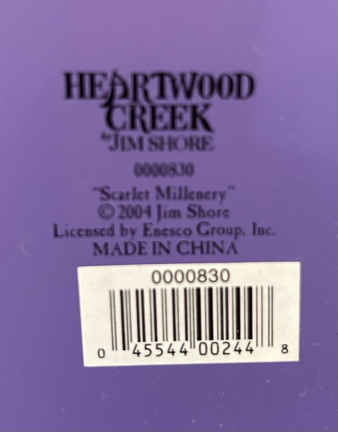 HEARTWOOD
CREEK
by JIM SHORE
0000830
"Scarlet Millenery"
© 2004 Jim Shore
Licensed by Enesco Group, Inc.
MADE IN CHINA
0000830
0 45544 00244 8